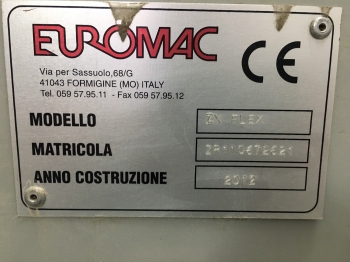 EUROMAC
CE
Via per Sassuolo,68/G
41043 FORMIGINE (MO) ITALY
Tel. 059 57.95.11 - Fax 059 57.95.12
MODELLO FLEX
MATRICOLA
ANNO COSTRUZIONE 2012